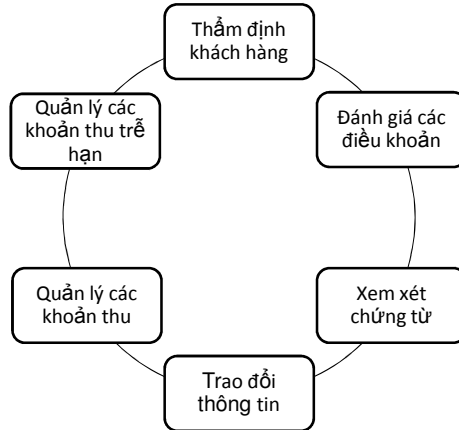 Thẩm định
khách hàng
Đánh giá các
điều khoản
Xem xét
chứng từ
Trao đổi
thông tin
Quản lý các
khoản thu
Quản lý các
khoản thu trễ
hạn